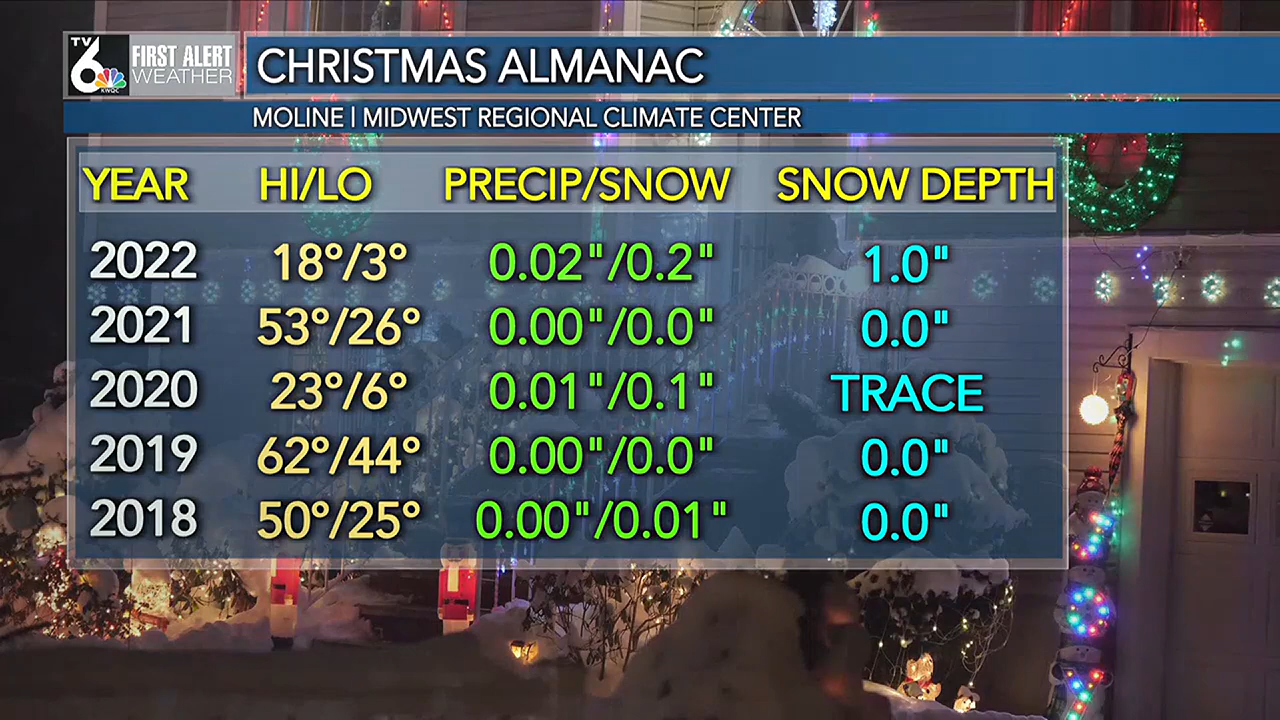 TV
6
KWQC
FIRST ALERT
WEATHER
CHRISTMAS ALMANAC
MOLINE | MIDWEST REGIONAL CLIMATE CENTER
YEAR HI/LO PRECIP/SNOW SNOW DEPTH
2022 18°/3° 0.02"/0.2" 1.0"
2021 53°/26° 0.00"/0.0" 0.0"
2020 23°/6° 0.01"/0.1" TRACE
2019 62°/44° 0.00"/0.0" 0.0"
2018 50°/25° 0.00"/0.01" 0.0"